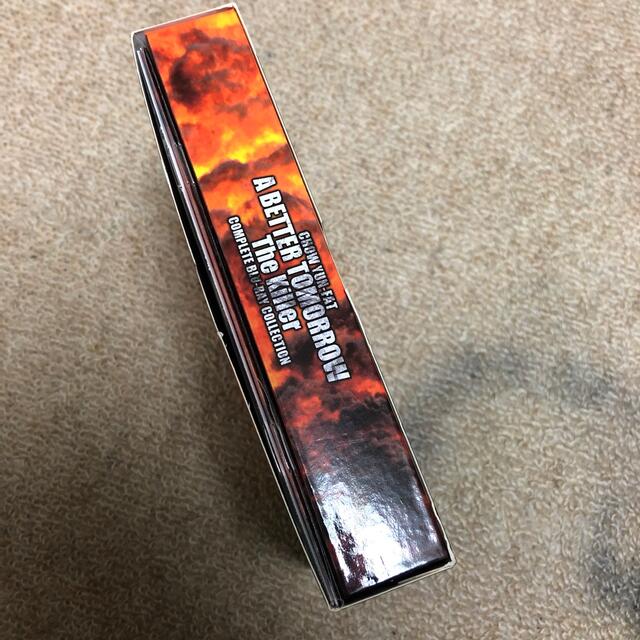 CHOW YUN-FAT
A BETTER TOMORROW
The Killer
COMPLETE BLU-RAY COLLECTION